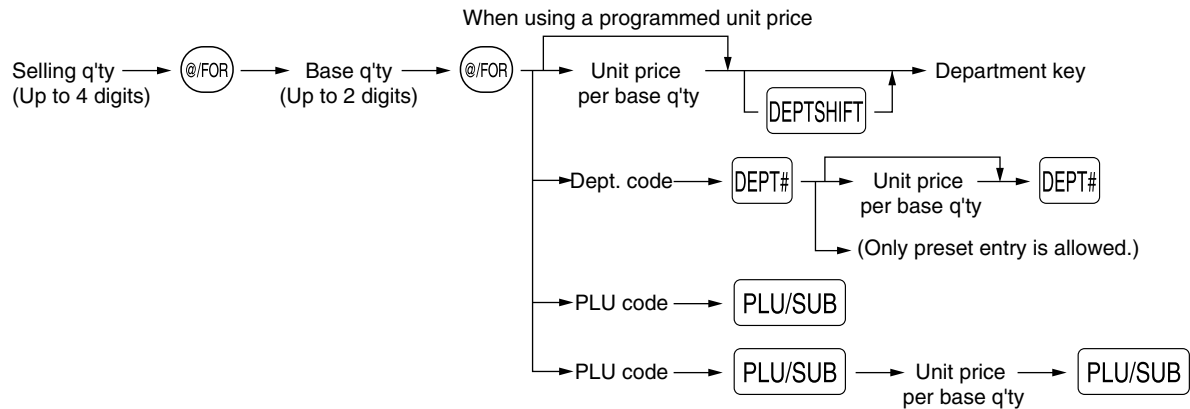 When using a programmed unit price
Selling q'ty
(Up to 4 digits)
@/FOR
Base q'ty
(Up to 2 digits)
@/FOR
Unit price
per base q'ty
DEPTSHIFT
Department key
Dept. code
DEPT#
Unit price
per base q'ty
DEPT#
(Only preset entry is allowed.)
PLU code
PLU/SUB
PLU code
PLU/SUB
Unit price
per base q'ty
PLU/SUB